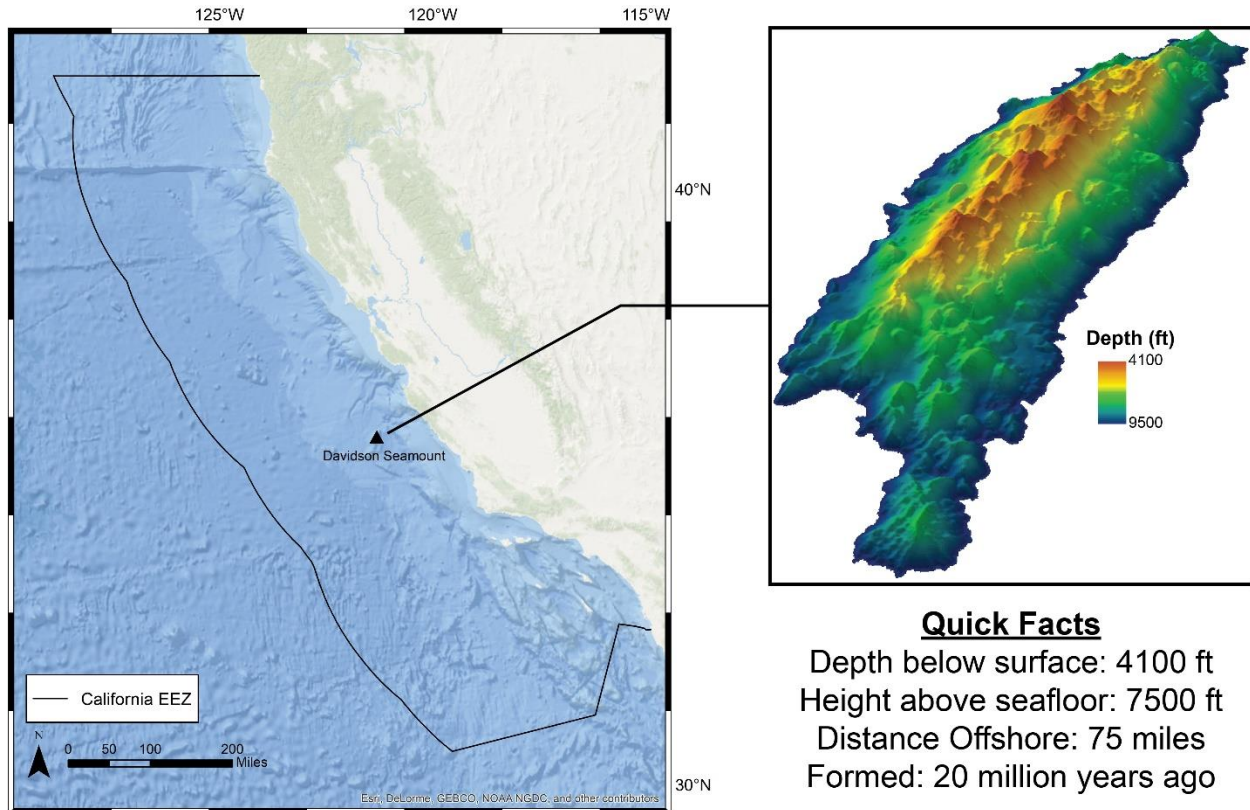 125°W 120°W 115°W
40°N
Davidson Seamount
California EEZ
N
0 50 100 200
Miles
Esri, DeLorme, GEBCO, NOAA NGDC, and other contributors
30°N
Depth (ft)
4100
9500
Quick Facts
Depth below surface: 4100 ft
Height above seafloor: 7500 ft
Distance Offshore: 75 miles
Formed: 20 million years ago